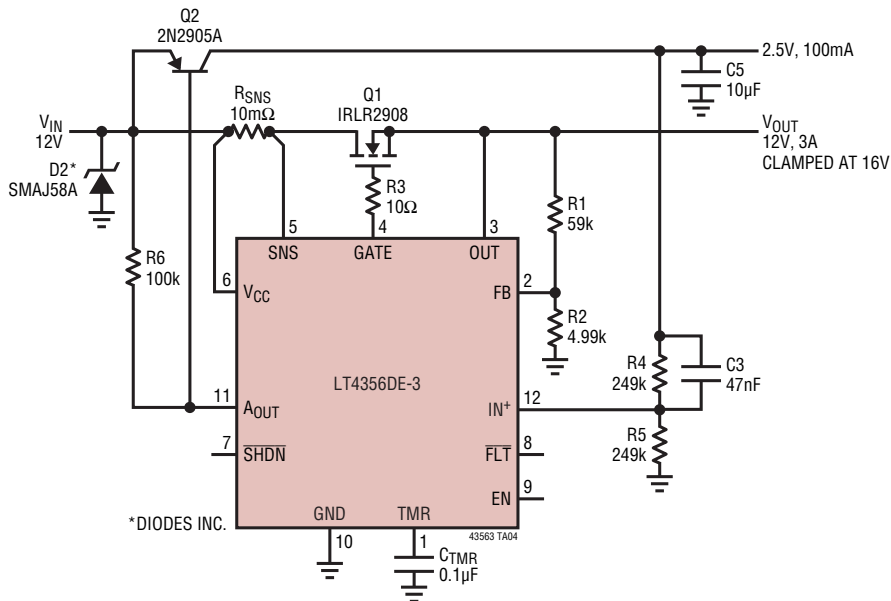 Q2
2N2905A
2.5V, 100mA
C5
10µF
RSNS
10mΩ
Q1
IRLR2908
VIN
12V
VOUT
12V, 3A
CLAMPED AT 16V
D2*
SMAJ58A
R3
10Ω
R1
59k
5
4
3
SNS
GATE
OUT
R6
100k
6
VCC
FB
2
R2
4.99k
LT4356DE-3
R4
249k
C3
47nF
11
AOUT
IN+
12
7
SHDN
FLT
8
R5
249k
EN
9
*DIODES INC.
GND
TMR
43563 TA04
10
1
CTMR
0.1µF